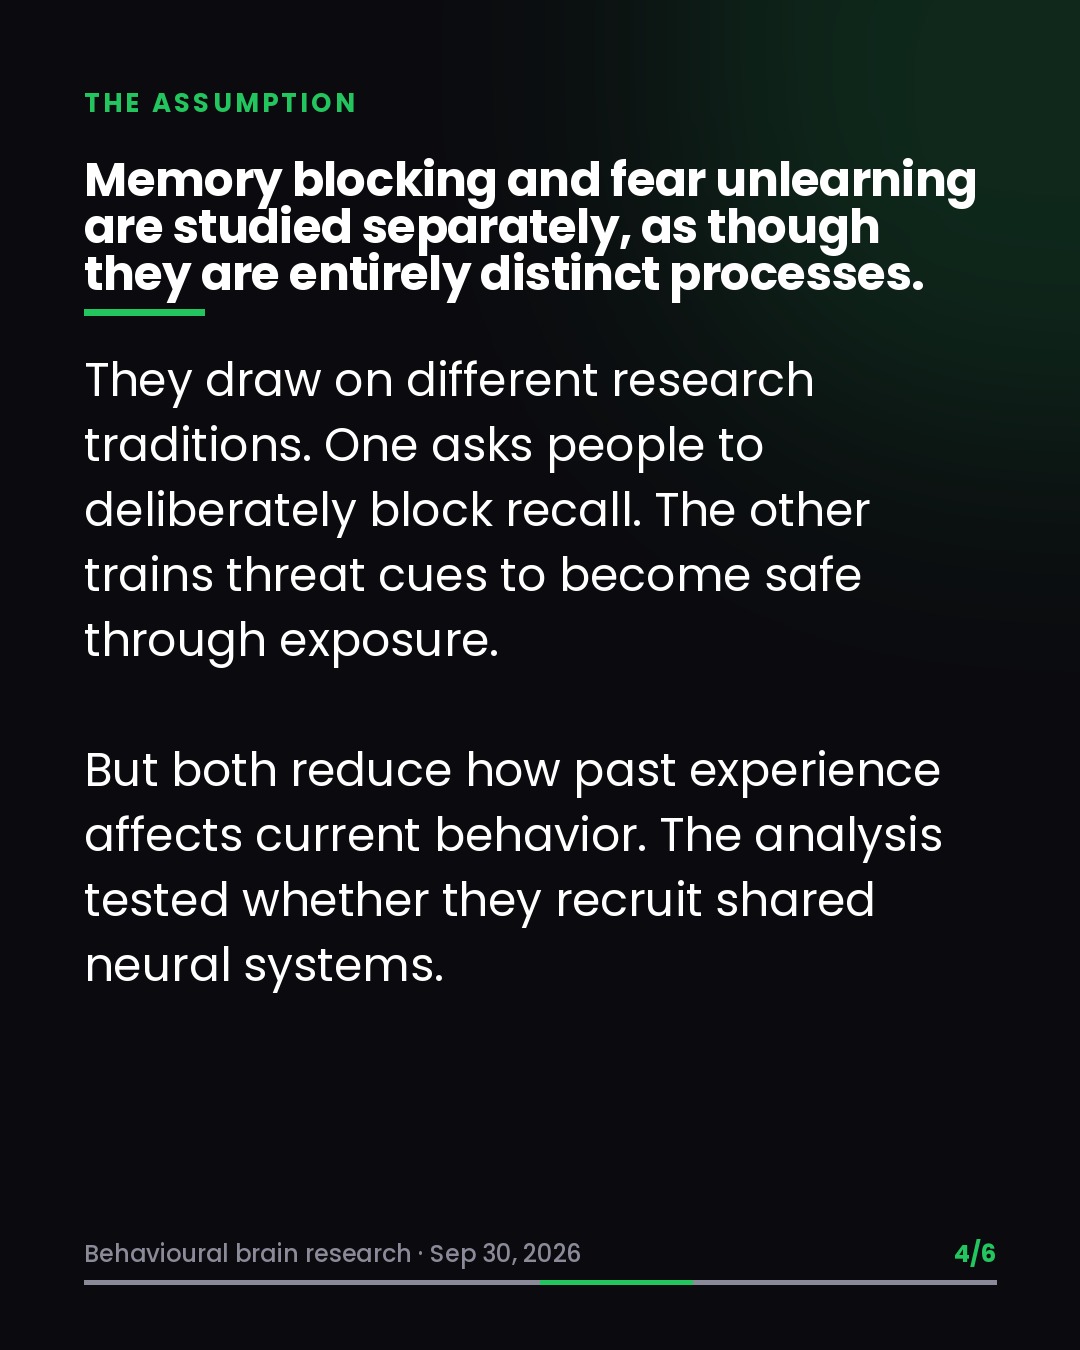 THE ASSUMPTION
Memory blocking and fear unlearning
are studied separately, as though
they are entirely distinct processes.
They draw on different research
traditions. One asks people to
deliberately block recall. The other
trains threat cues to become safe
through exposure.
But both reduce how past experience
affects current behavior. The analysis
tested whether they recruit shared
neural systems.
Behavioural brain research · Sep 30, 2026
4/6